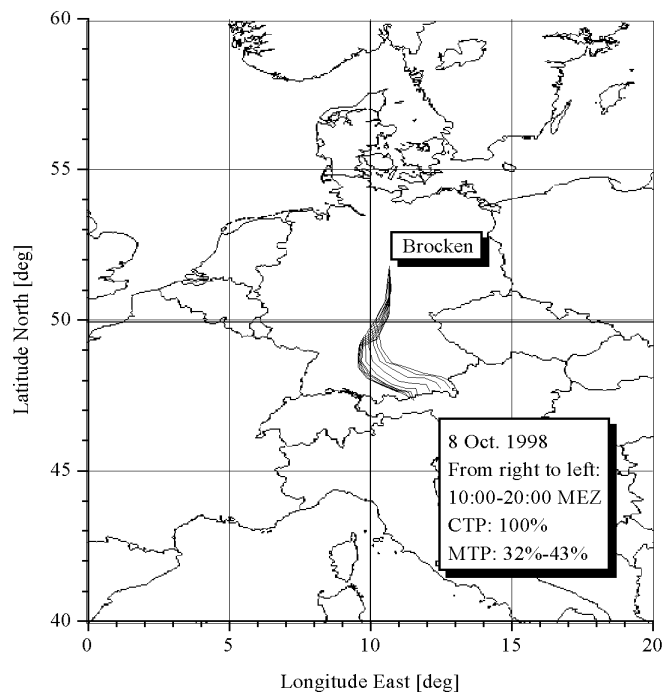 60
55
50
45
40
Latitude North [deg]
Brocken
8 Oct. 1998
From right to left:
10:00-20:00 MEZ
CTP: 100%
MTP: 32%-43%
0 5 10 15 20
Longitude East [deg]